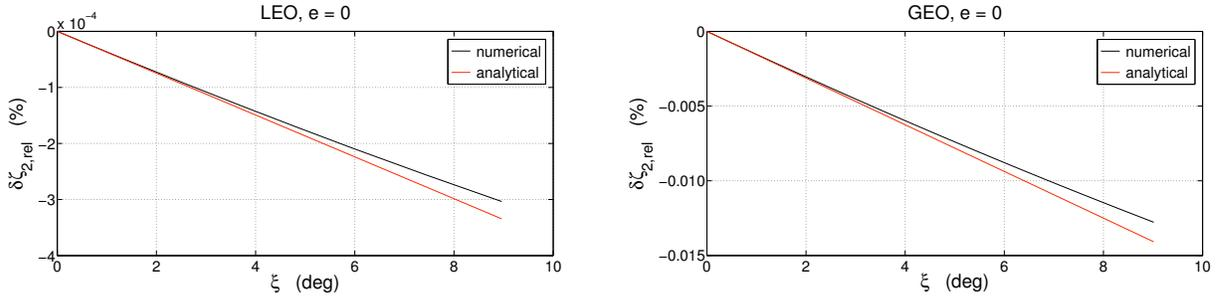 LEO, e = 0
x 10⁻⁴
0
−1
−2
−3
−4
δζ2,rel (%)
numerical
analytical
0 2 4 6 8 10
ξ (deg)
GEO, e = 0
0
−0.005
−0.010
−0.015
δζ2,rel (%)
numerical
analytical
0 2 4 6 8 10
ξ (deg)